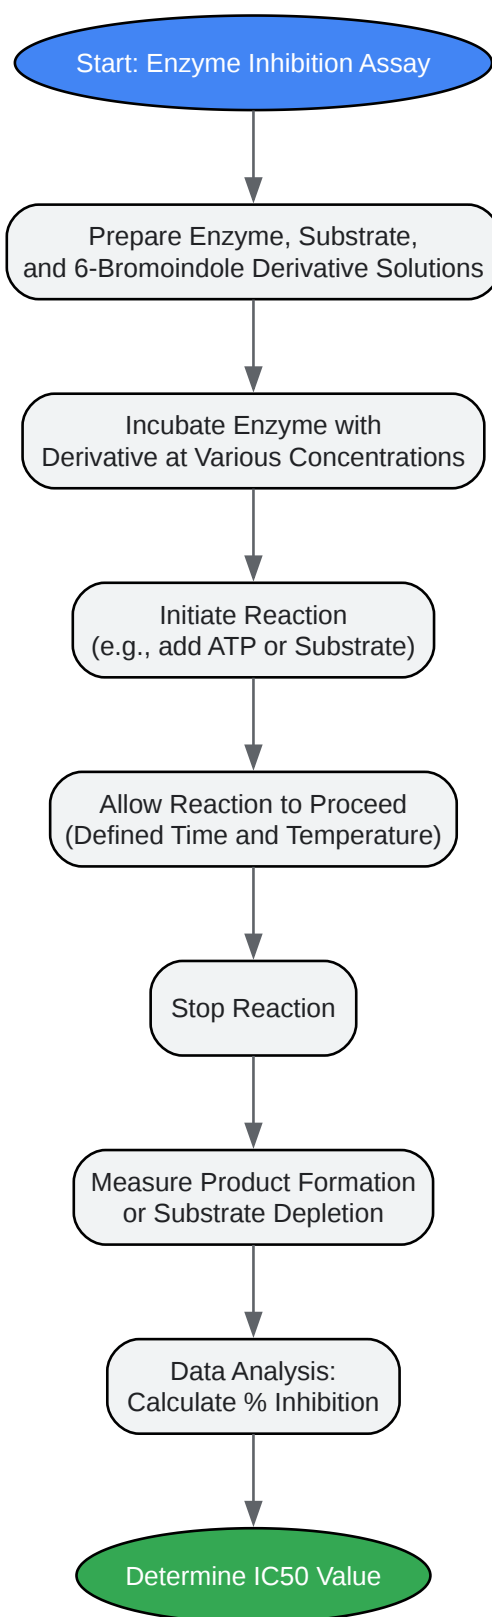 Start: Enzyme Inhibition Assay
Prepare Enzyme, Substrate,
and 6-Bromoindole Derivative Solutions
Incubate Enzyme with
Derivative at Various Concentrations
Initiate Reaction
(e.g., add ATP or Substrate)
Allow Reaction to Proceed
(Defined Time and Temperature)
Stop Reaction
Measure Product Formation
or Substrate Depletion
Data Analysis:
Calculate % Inhibition
Determine IC50 Value